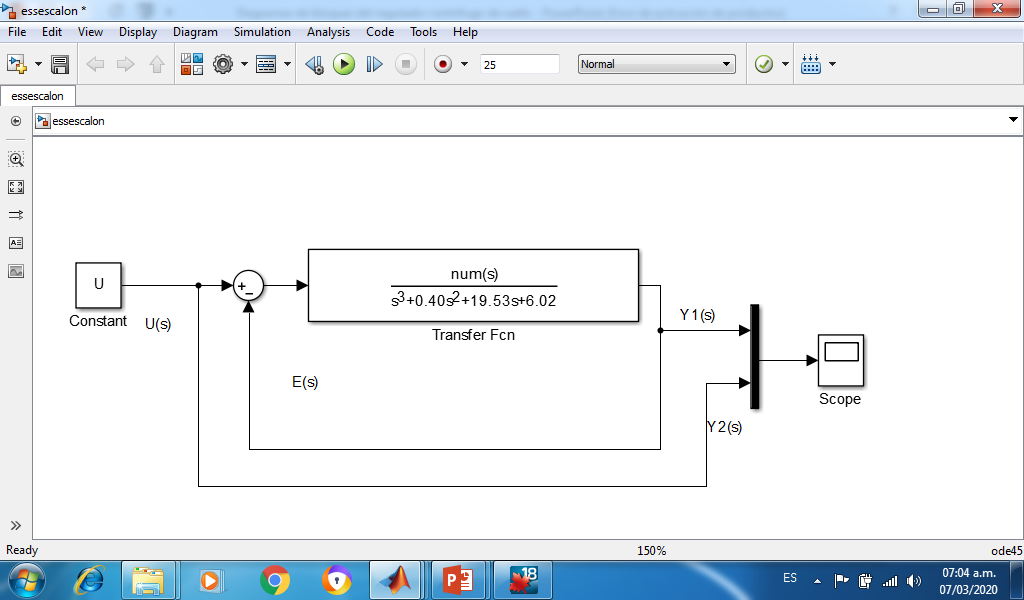 essescalon *
File Edit View Display Diagram Simulation Analysis Code Tools Help
25 Normal
essescalon
essescalon
U
Constant
U(s)
+
−
num(s)
s3+0.40s2+19.53s+6.02
Transfer Fcn
Y1(s)
E(s)
Y2(s)
Scope
Ready 150% ode45
ES
18
07:04 a.m.
07/03/2020